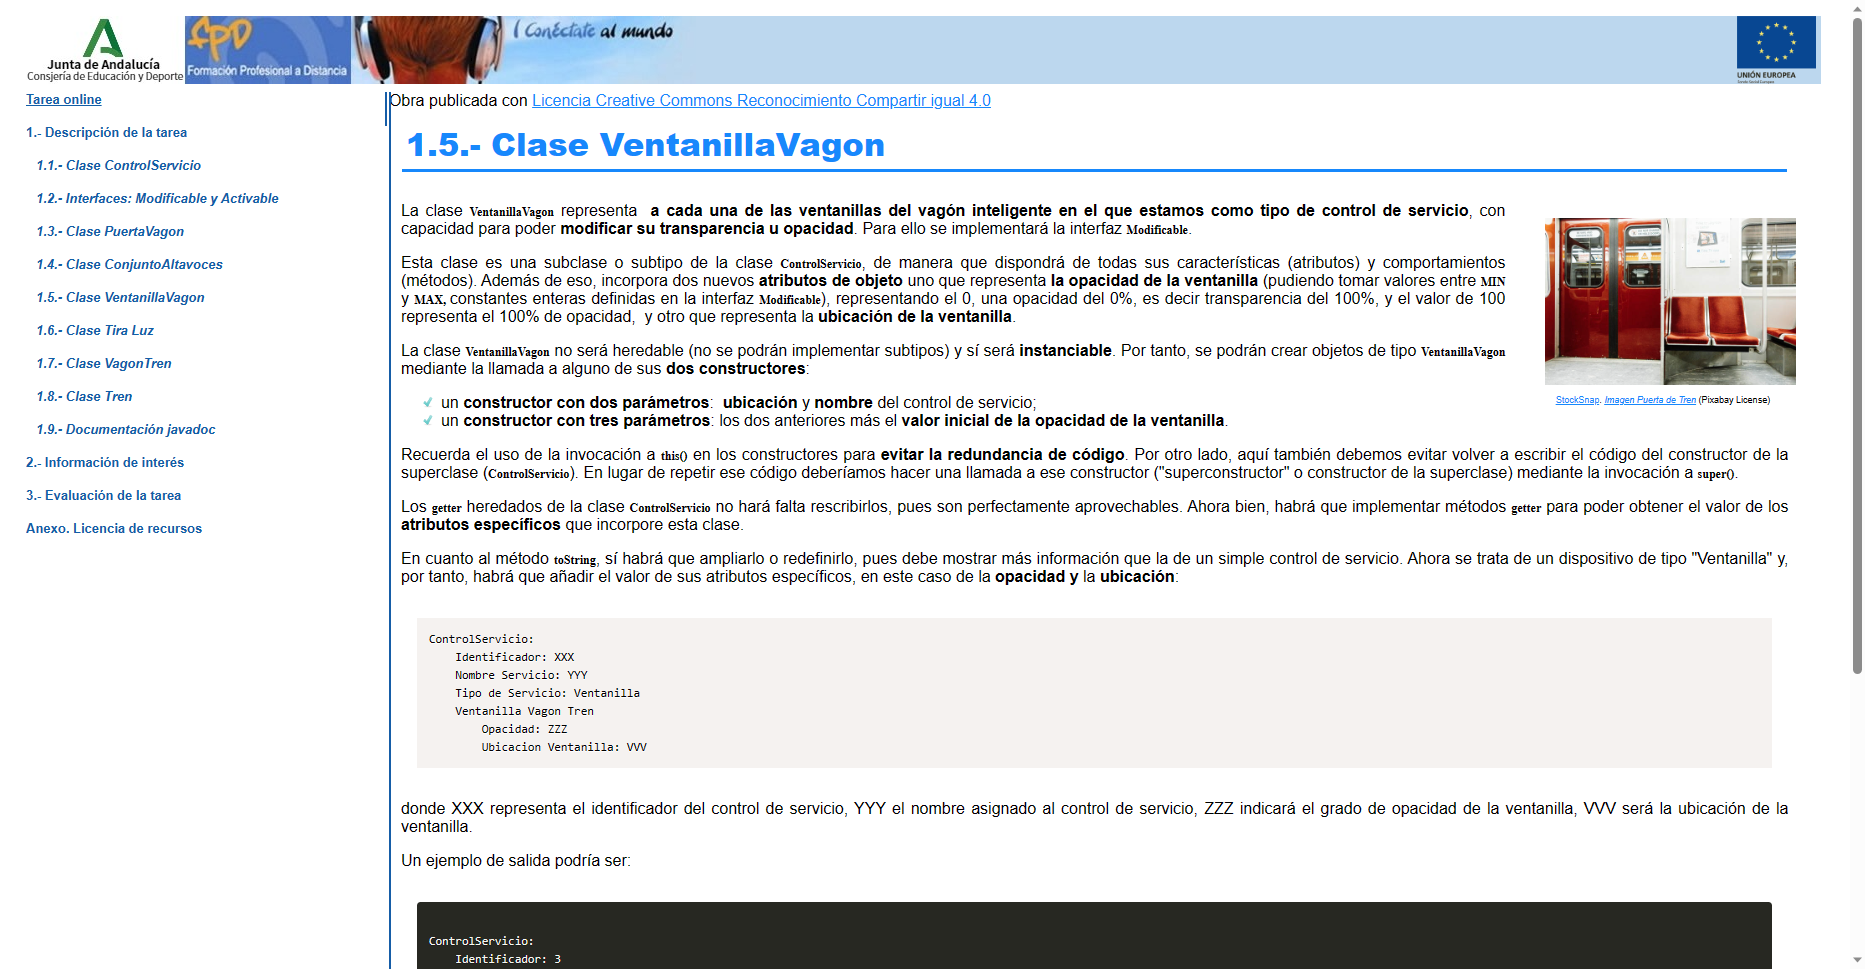 Junta de Andalucía
Consejería de Educación y Deporte
fpD
Formación Profesional a Distancia
Conéctate al mundo
UNIÓN EUROPEA
Tarea online
1.- Descripción de la tarea
1.1.- Clase ControlServicio
1.2.- Interfaces: Modificable y Activable
1.3.- Clase PuertaVagon
1.4.- Clase ConjuntoAltavoces
1.5.- Clase VentanillaVagon
1.6.- Clase Tira Luz
1.7.- Clase VagonTren
1.8.- Clase Tren
1.9.- Documentación javadoc
2.- Información de interés
3.- Evaluación de la tarea
Anexo. Licencia de recursos
Obra publicada con Licencia Creative Commons Reconocimiento Compartir igual 4.0
1.5.- Clase VentanillaVagon
La clase VentanillaVagon representa a cada una de las ventanillas del vagón inteligente en el que estamos como tipo de control de servicio, con
capacidad para poder modificar su transparencia u opacidad. Para ello se implementará la interfaz Modificable.
Esta clase es una subclase o subtipo de la clase ControlServicio, de manera que dispondrá de todas sus características (atributos) y comportamientos
(métodos). Además de eso, incorpora dos nuevos atributos de objeto uno que representa la opacidad de la ventanilla (pudiendo tomar valores entre MIN
y MAX, constantes enteras definidas en la interfaz Modificable), representando el 0, una opacidad del 0%, es decir transparencia del 100%, y el valor de 100
representa el 100% de opacidad, y otro que representa la ubicación de la ventanilla.
La clase VentanillaVagon no será heredable (no se podrán implementar subtipos) y sí será instanciable. Por tanto, se podrán crear objetos de tipo VentanillaVagon
mediante la llamada a alguno de sus dos constructores:
StockSnap. Imagen Puerta de Tren (Pixabay License)
un constructor con dos parámetros: ubicación y nombre del control de servicio;
un constructor con tres parámetros: los dos anteriores más el valor inicial de la opacidad de la ventanilla.
Recuerda el uso de la invocación a this() en los constructores para evitar la redundancia de código. Por otro lado, aquí también debemos evitar volver a escribir el código del constructor de la
superclase (ControlServicio). En lugar de repetir ese código deberíamos hacer una llamada a ese constructor ("superconstructor" o constructor de la superclase) mediante la invocación a super().
Los getter heredados de la clase ControlServicio no hará falta rescribirlos, pues son perfectamente aprovechables. Ahora bien, habrá que implementar métodos getter para poder obtener el valor de los
atributos específicos que incorpore esta clase.
En cuanto al método toString, sí habrá que ampliarlo o redefinirlo, pues debe mostrar más información que la de un simple control de servicio. Ahora se trata de un dispositivo de tipo "Ventanilla" y,
por tanto, habrá que añadir el valor de sus atributos específicos, en este caso de la opacidad y la ubicación:
ControlServicio:
Identificador: XXX
Nombre Servicio: YYY
Tipo de Servicio: Ventanilla
Ventanilla Vagon Tren
Opacidad: ZZZ
Ubicacion Ventanilla: VVV
donde XXX representa el identificador del control de servicio, YYY el nombre asignado al control de servicio, ZZZ indicará el grado de opacidad de la ventanilla, VVV será la ubicación de la
ventanilla.
Un ejemplo de salida podría ser:
ControlServicio:
Identificador: 3